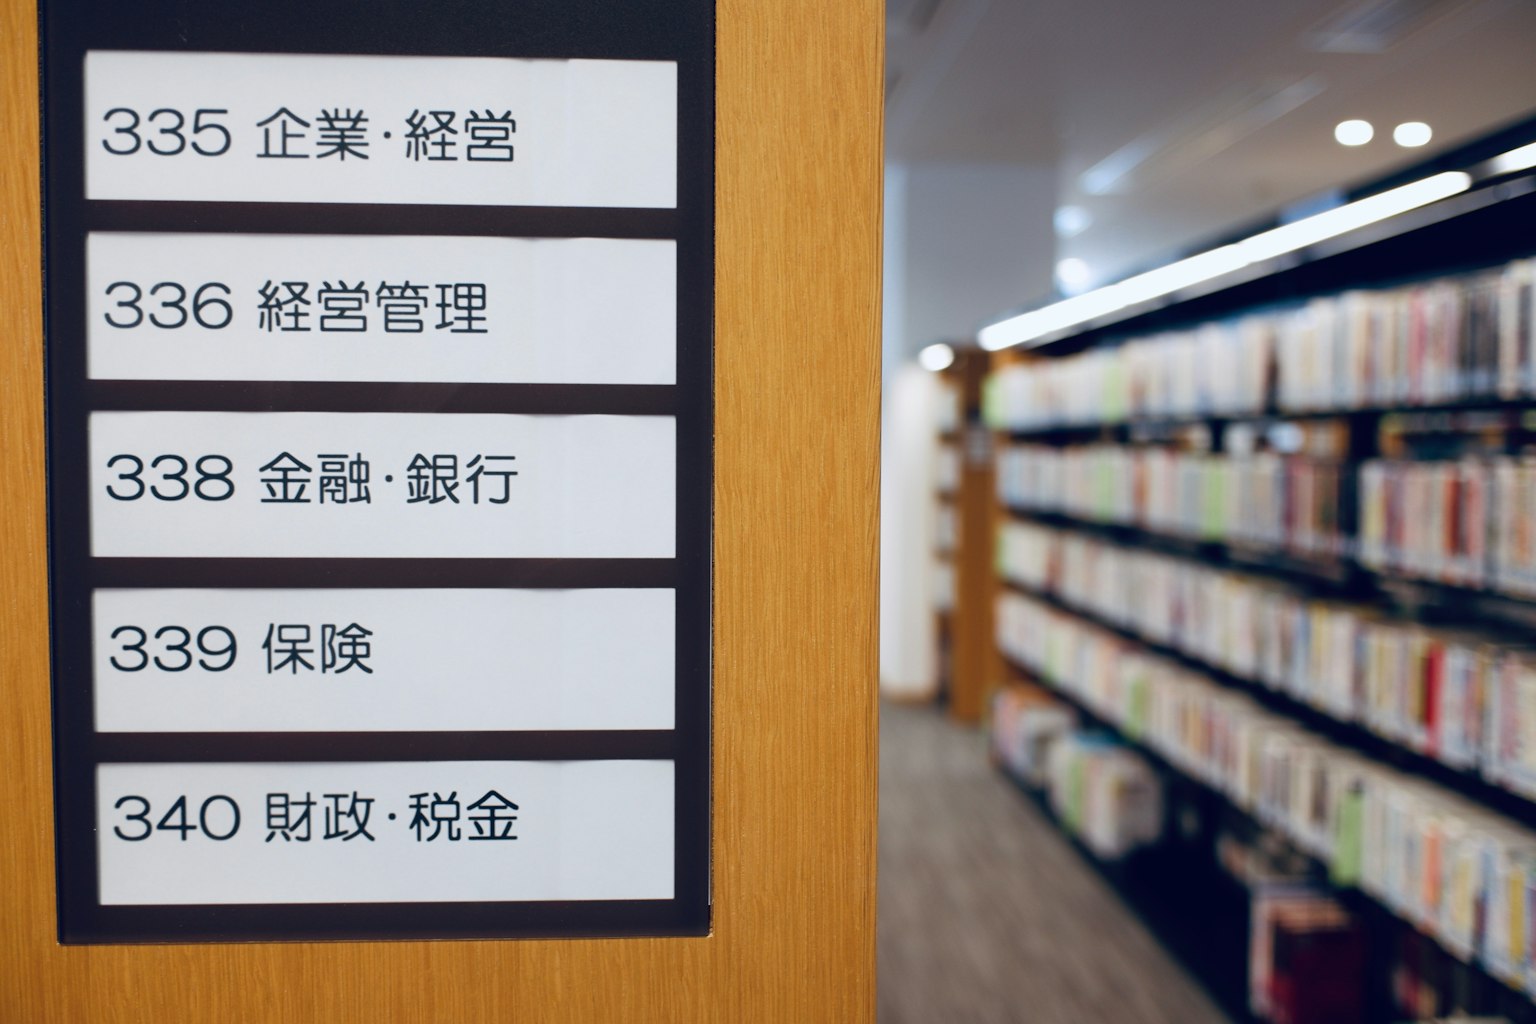 335 企業・経営
336 経営管理
338 金融・銀行
339 保険
340 財政・税金